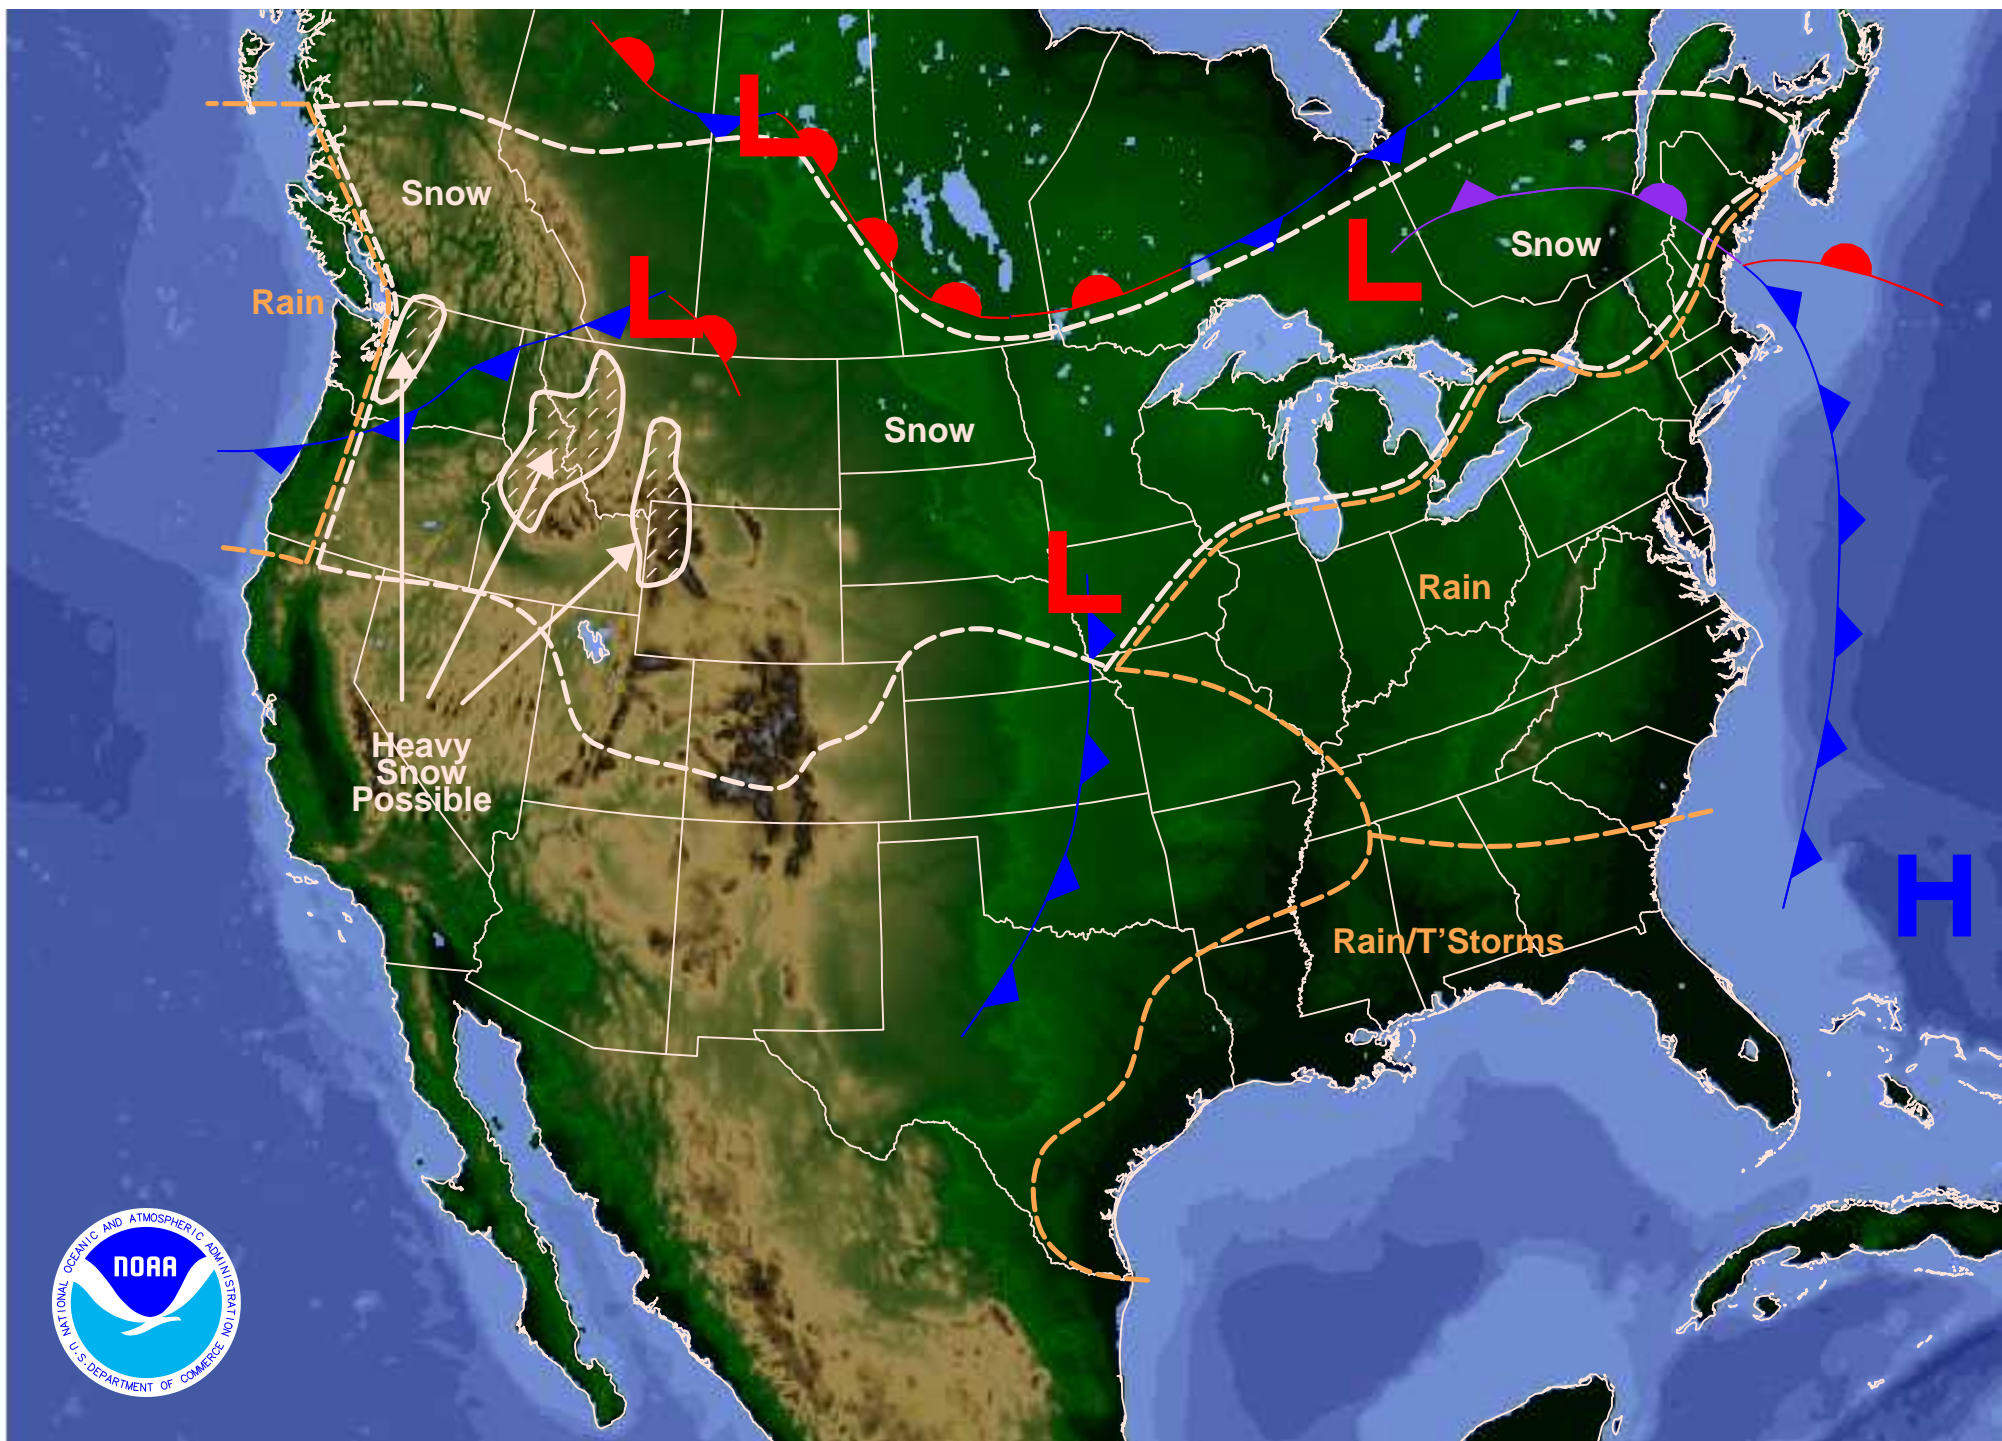 L
Snow
Snow
L
L
Rain
Snow
L
Rain
Heavy
Snow
Possible
H
Rain/T'Storms
NATIONAL OCEANIC AND ATMOSPHERIC ADMINISTRATION
NOAA
U.S. DEPARTMENT OF COMMERCE